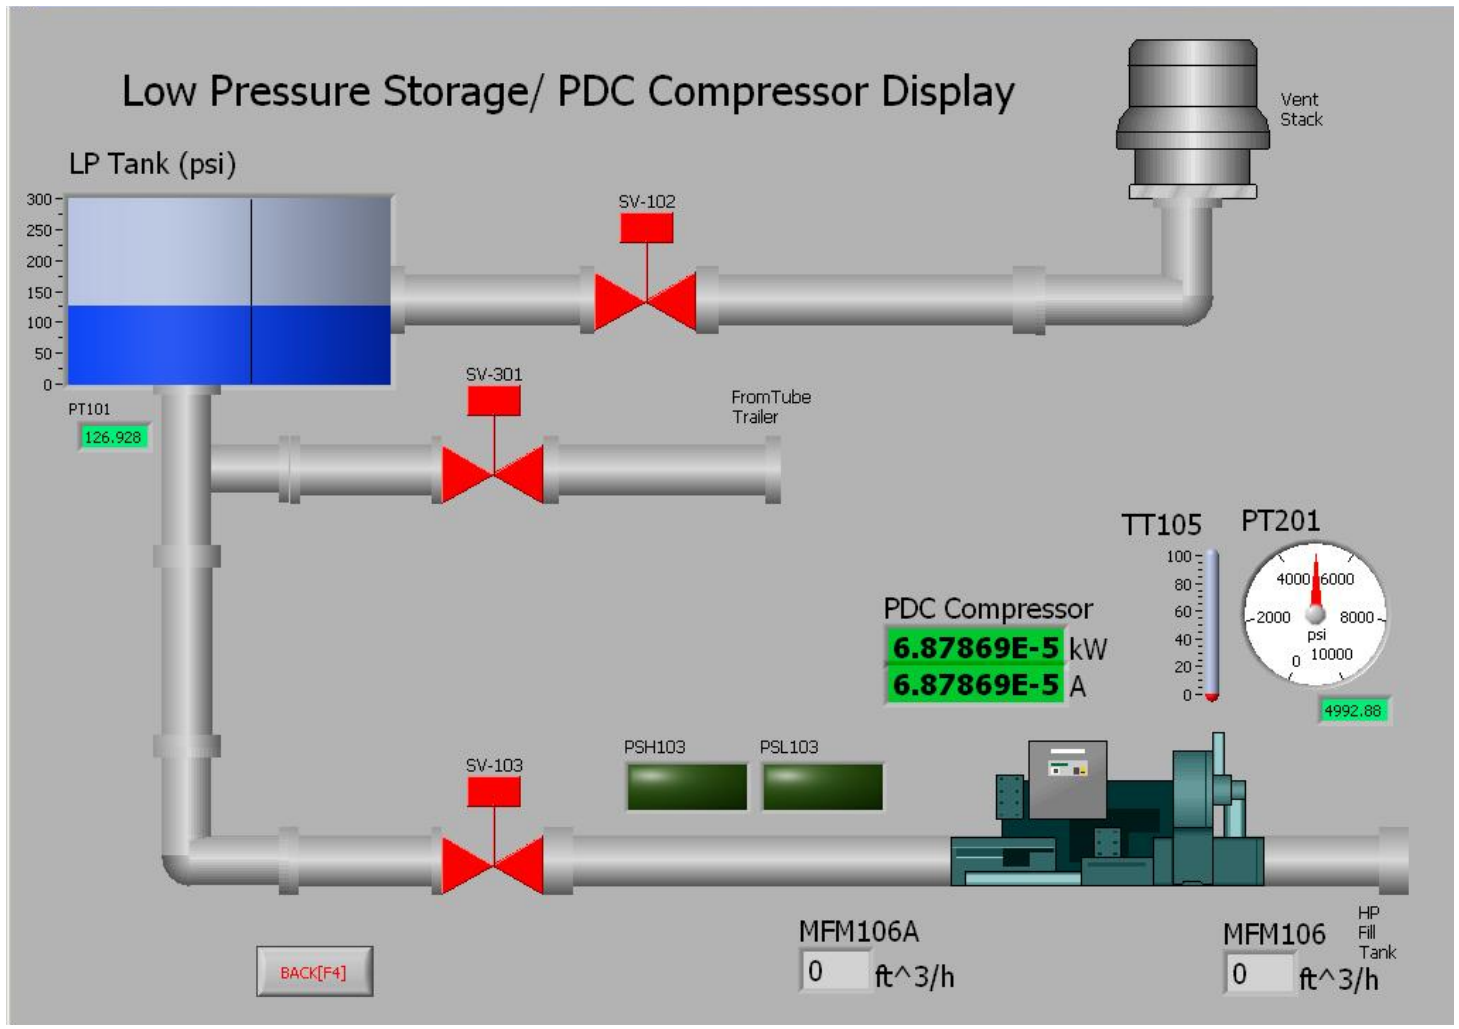 Low Pressure Storage/ PDC Compressor Display
Vent
Stack
LP Tank (psi)
300
250
200
150
100
50
0
SV-102
PT101
126.928
SV-301
FromTube
Trailer
TT105
100
80
60
40
20
0
PT201
4000
6000
2000
8000
psi
0
10000
4992.88
PDC Compressor
6.87869E-5 kW
6.87869E-5 A
PSH103
PSL103
SV-103
MFM106A
0 ft^3/h
MFM106
0 ft^3/h
HP
Fill
Tank
BACK[F4]